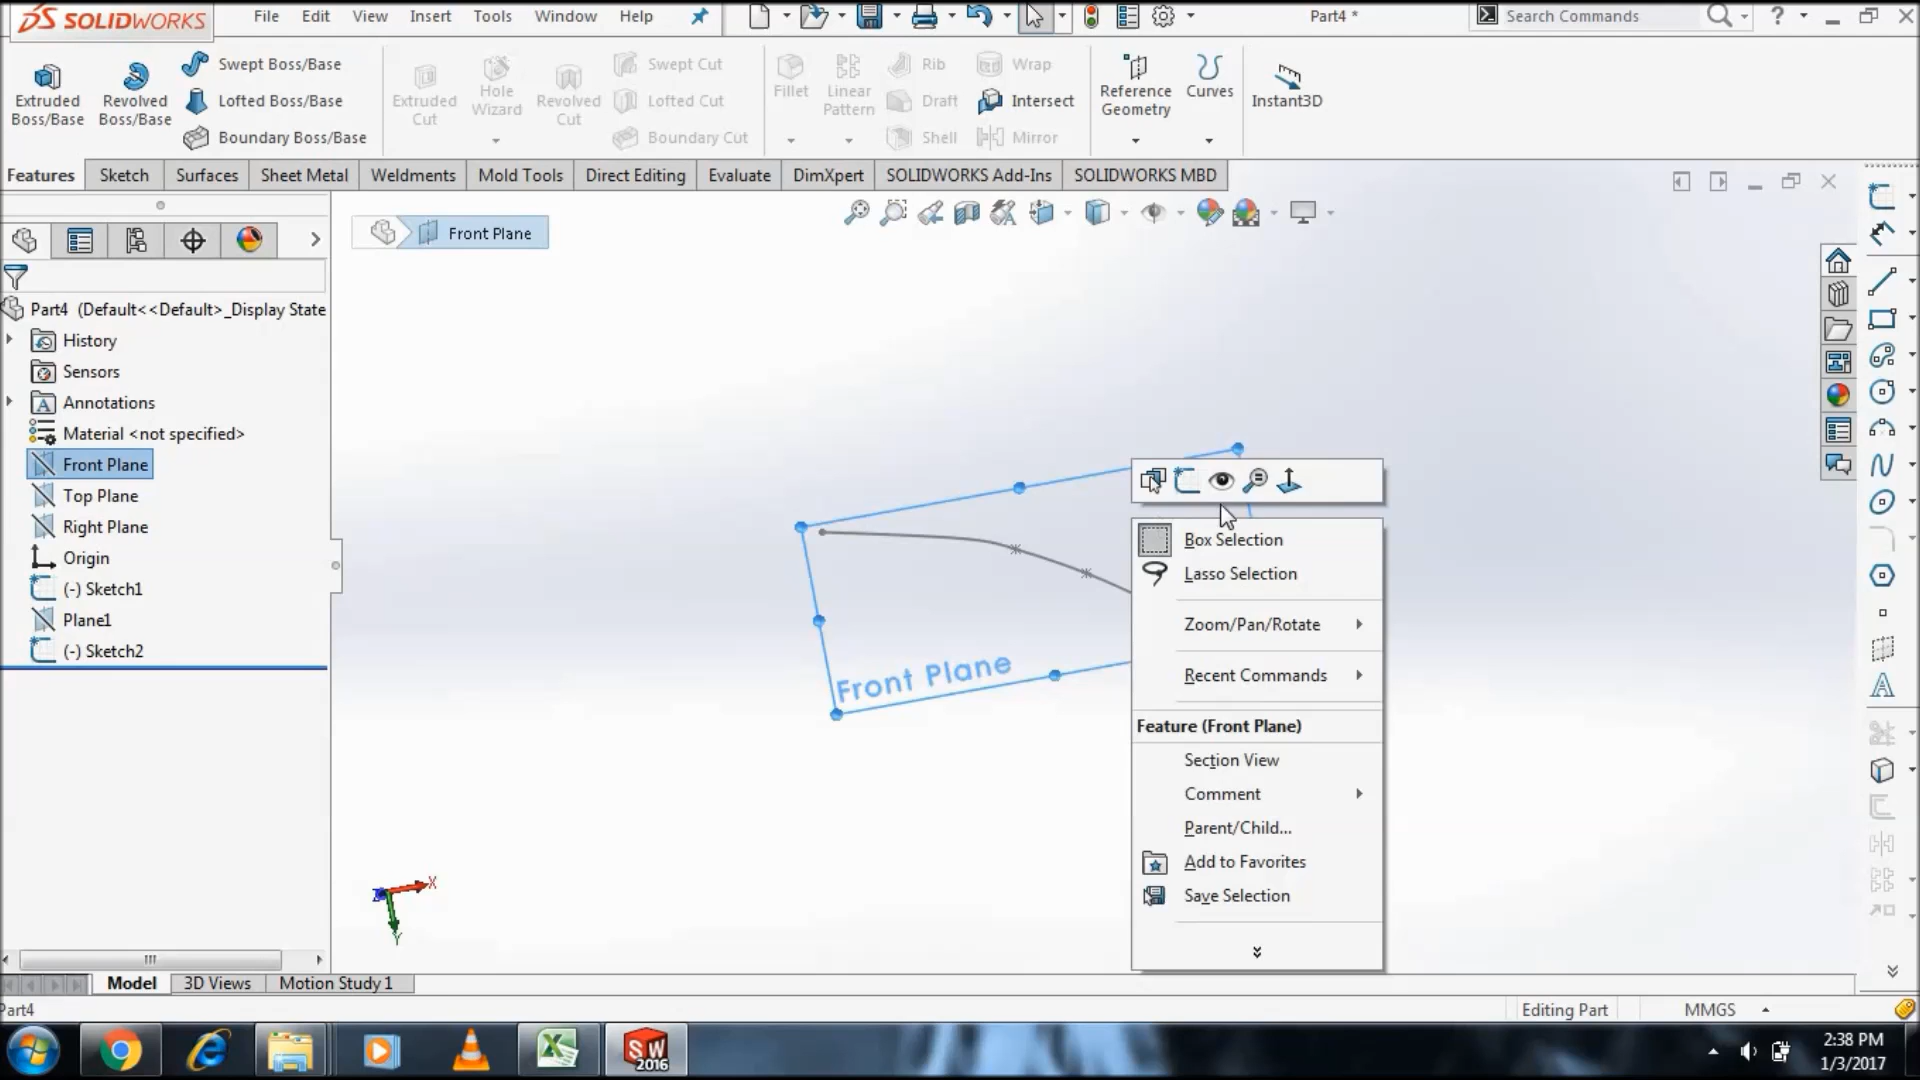 SOLIDWORKS File Edit View Insert Tools Window Help Part4 * Search Commands
Extruded Boss/Base
Revolved Boss/Base
Swept Boss/Base
Lofted Boss/Base
Boundary Boss/Base
Extruded Cut
Hole Wizard
Revolved Cut
Swept Cut
Lofted Cut
Boundary Cut
Fillet
Linear Pattern
Rib
Draft
Shell
Wrap
Intersect
Mirror
Reference Geometry
Curves
Instant3D
Features Sketch Surfaces Sheet Metal Weldments Mold Tools Direct Editing Evaluate DimXpert SOLIDWORKS Add-Ins SOLIDWORKS MBD
Front Plane
Part4 (Default<<Default>_Display State
History
Sensors
Annotations
Material <not specified>
Front Plane
Top Plane
Right Plane
Origin
(-) Sketch1
Plane1
(-) Sketch2
Front Plane
Box Selection
Lasso Selection
Zoom/Pan/Rotate
Recent Commands
Feature (Front Plane)
Section View
Comment
Parent/Child...
Add to Favorites
Save Selection
X
Y
Z
Model 3D Views Motion Study 1
Part4 Editing Part MMGS
SW 2016
2:38 PM
1/3/2017